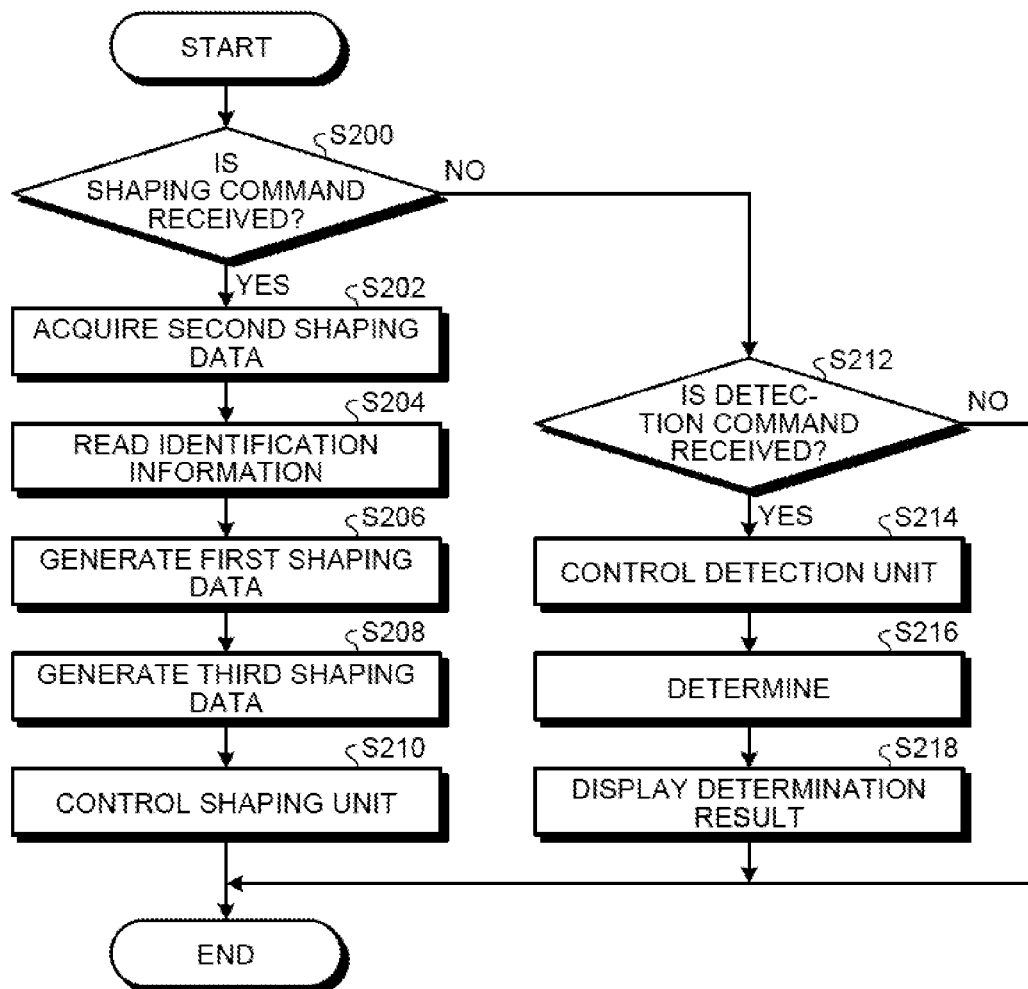 START
S200
IS
SHAPING COMMAND
RECEIVED?
NO
YES
S202
ACQUIRE SECOND SHAPING
DATA
S204
READ IDENTIFICATION
INFORMATION
S206
GENERATE FIRST SHAPING
DATA
S208
GENERATE THIRD SHAPING
DATA
S210
CONTROL SHAPING UNIT
S212
IS DETEC-
TION COMMAND
RECEIVED?
NO
YES
S214
CONTROL DETECTION UNIT
S216
DETERMINE
S218
DISPLAY DETERMINATION
RESULT
END